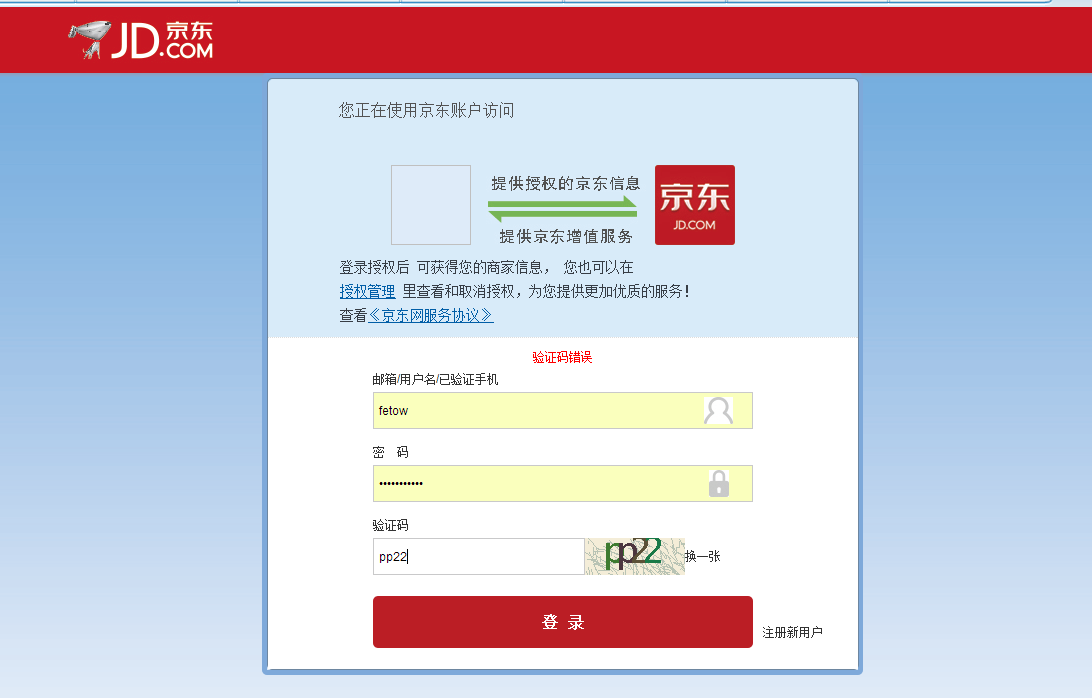 JD.COM 京东
您正在使用京东账户访问
提供授权的京东信息
京东
JD.COM
提供京东增值服务
登录授权后 可获得您的商家信息， 您也可以在
授权管理 里查看和取消授权，为您提供更加优质的服务！
查看《京东网服务协议》
验证码错误
邮箱/用户名/已验证手机
fetow
密 码
•••••••••••
验证码
pp22 pp22 换一张
登 录
注册新用户